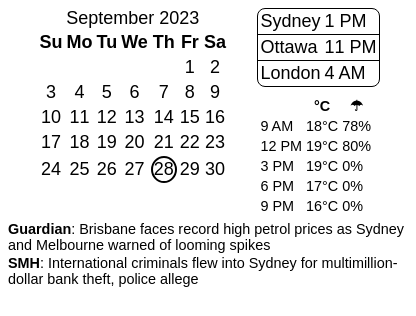 September 2023
Su Mo Tu We Th Fr Sa
1 2
3 4 5 6 7 8 9
10 11 12 13 14 15 16
17 18 19 20 21 22 23
24 25 26 27 28 29 30
Sydney 1 PM
Ottawa 11 PM
London 4 AM
°C ☂
9 AM 18°C 78%
12 PM 19°C 80%
3 PM 19°C 0%
6 PM 17°C 0%
9 PM 16°C 0%
Guardian: Brisbane faces record high petrol prices as Sydney
and Melbourne warned of looming spikes
SMH: International criminals flew into Sydney for multimillion-
dollar bank theft, police allege